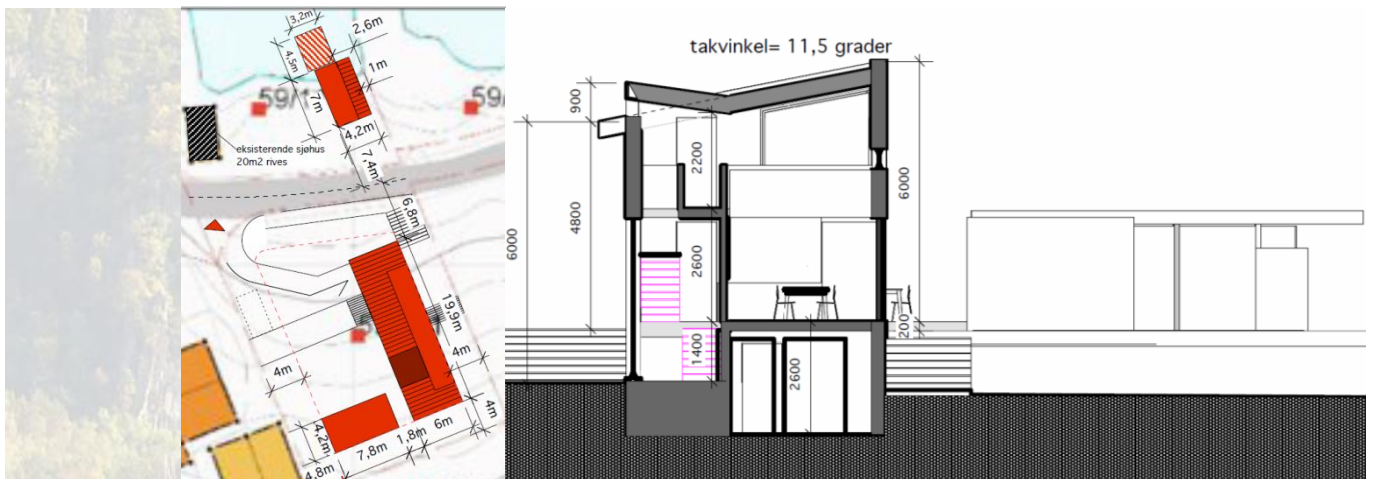 3,2m
2,6m
4,5m
1m
59/1
59/
7m
4,2m
eksisterende sjøhus
20m2 rives
7,4m
6,8m
19,9m
4m
4m
4,2m
7,8m
1,8m
6m
4m
4,8m
takvinkel= 11,5 grader
900
2200
6000
4800
6000
2600
200
1400
2600